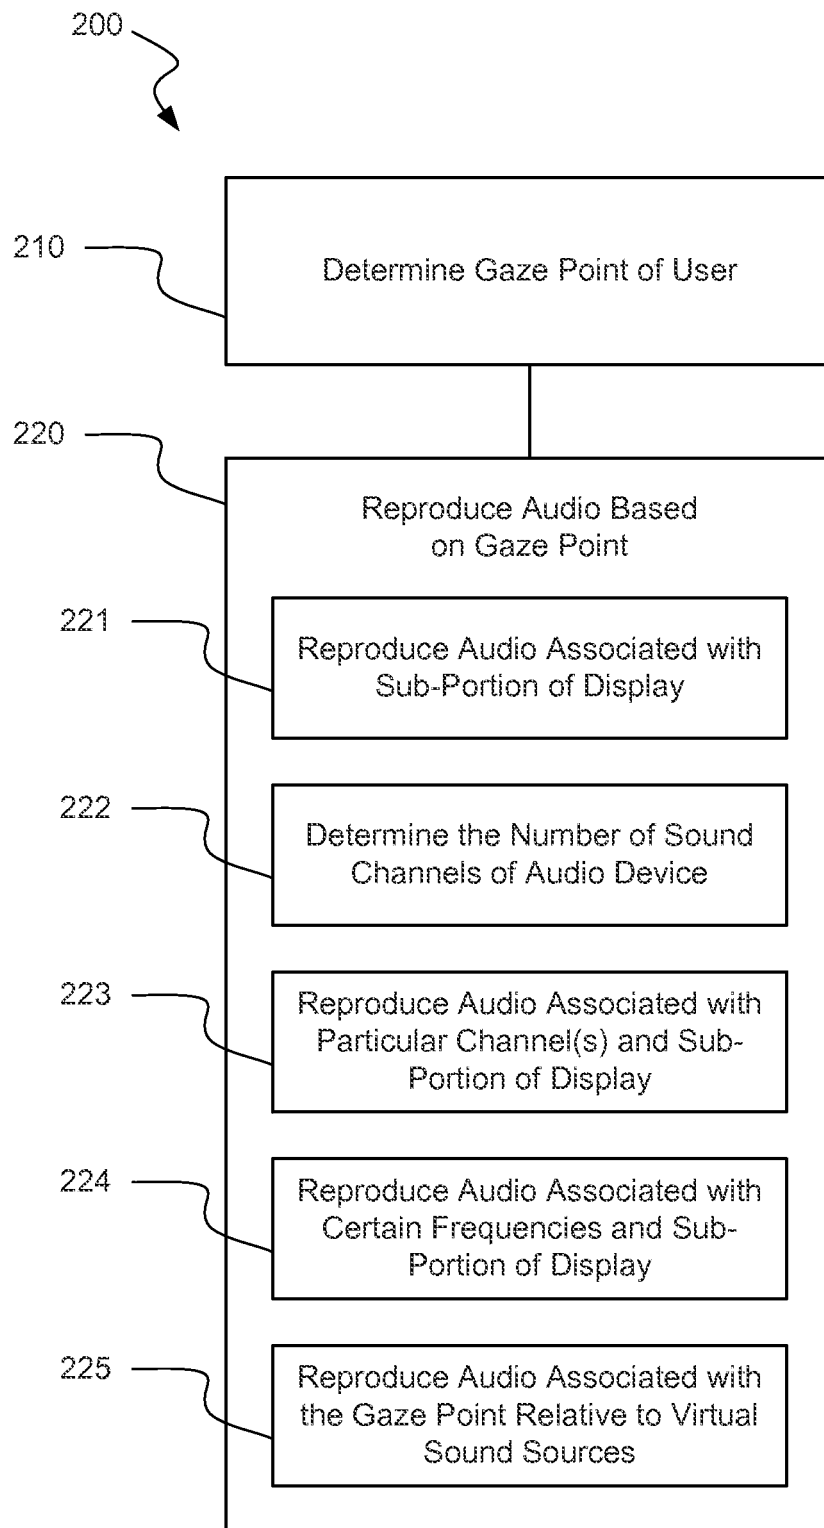 200
210
Determine Gaze Point of User
220
Reproduce Audio Based
on Gaze Point
221
Reproduce Audio Associated with
Sub-Portion of Display
222
Determine the Number of Sound
Channels of Audio Device
223
Reproduce Audio Associated with
Particular Channel(s) and Sub-
Portion of Display
224
Reproduce Audio Associated with
Certain Frequencies and Sub-
Portion of Display
225
Reproduce Audio Associated with
the Gaze Point Relative to Virtual
Sound Sources